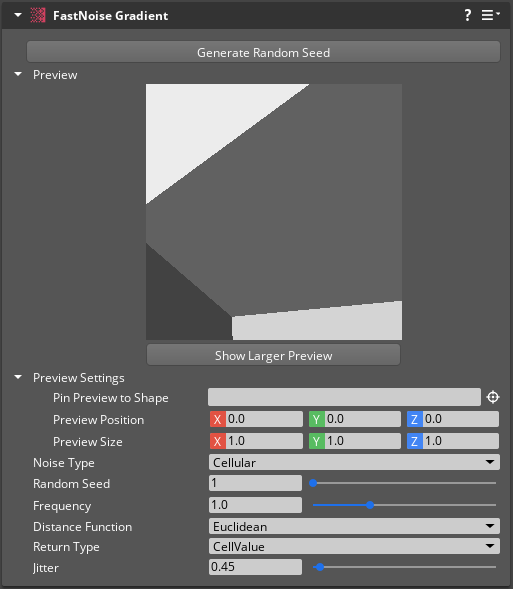 FastNoise Gradient ?
Generate Random Seed
Preview
Show Larger Preview
Preview Settings
Pin Preview to Shape
Preview Position X 0.0 Y 0.0 Z 0.0
Preview Size X 1.0 Y 1.0 Z 1.0
Noise Type Cellular
Random Seed 1
Frequency 1.0
Distance Function Euclidean
Return Type CellValue
Jitter 0.45